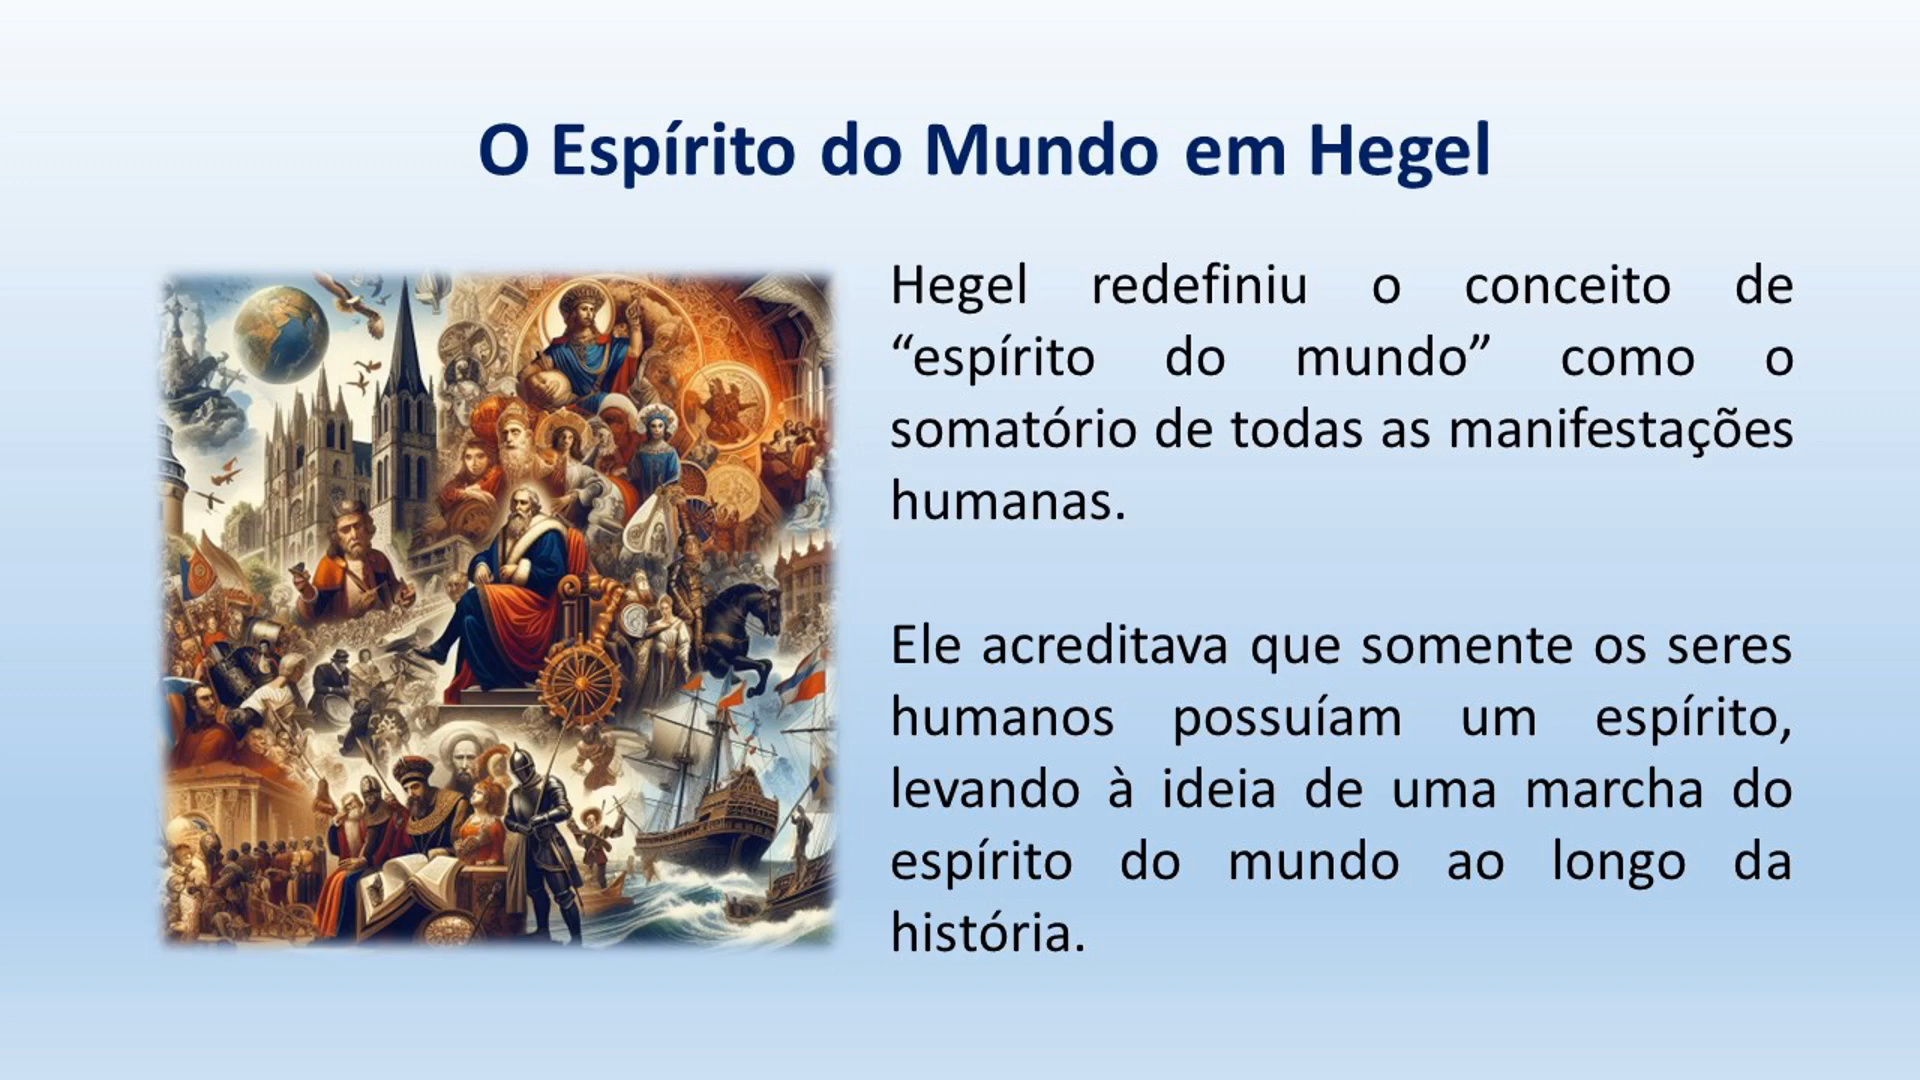 O Espírito do Mundo em Hegel
Hegel redefiniu o conceito de
“espírito do mundo” como o
somatório de todas as manifestações
humanas.
Ele acreditava que somente os seres
humanos possuíam um espírito,
levando à ideia de uma marcha do
espírito do mundo ao longo da
história.